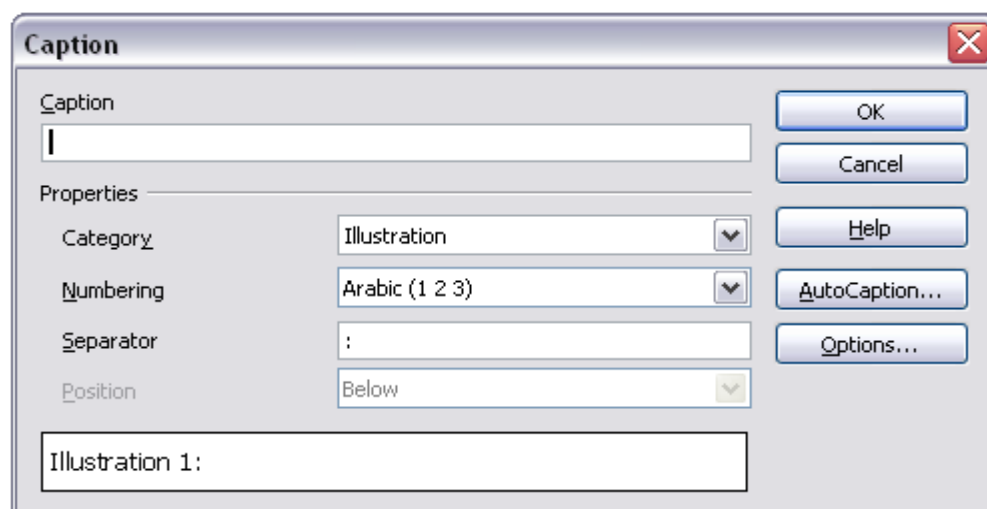 Caption
Caption
OK
Cancel
Properties
Category Illustration
Help
Numbering Arabic (1 2 3)
AutoCaption...
Separator :
Options...
Position Below
Illustration 1: